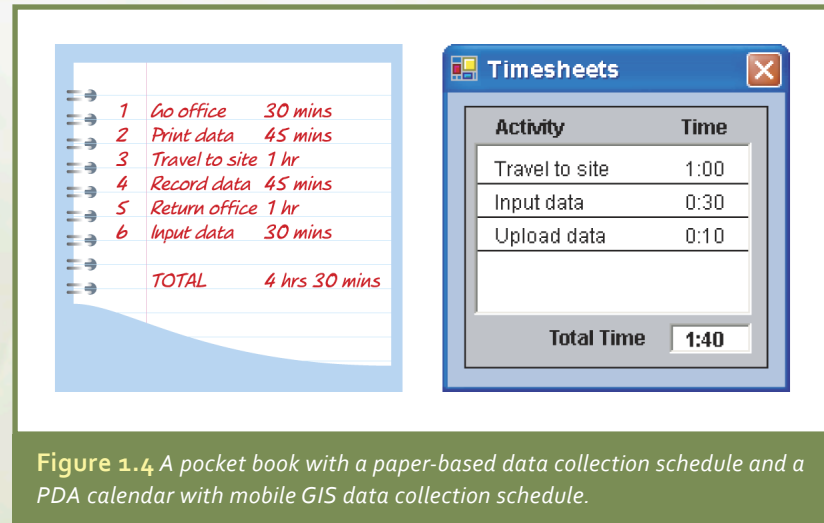 1 Go office 30 mins
2 Print data 45 mins
3 Travel to site 1 hr
4 Record data 45 mins
5 Return office 1 hr
6 Input data 30 mins
TOTAL 4 hrs 30 mins
Timesheets
Activity Time
Travel to site 1:00
Input data 0:30
Upload data 0:10
Total Time 1:40
Figure 1.4 A pocket book with a paper-based data collection schedule and a
PDA calendar with mobile GIS data collection schedule.